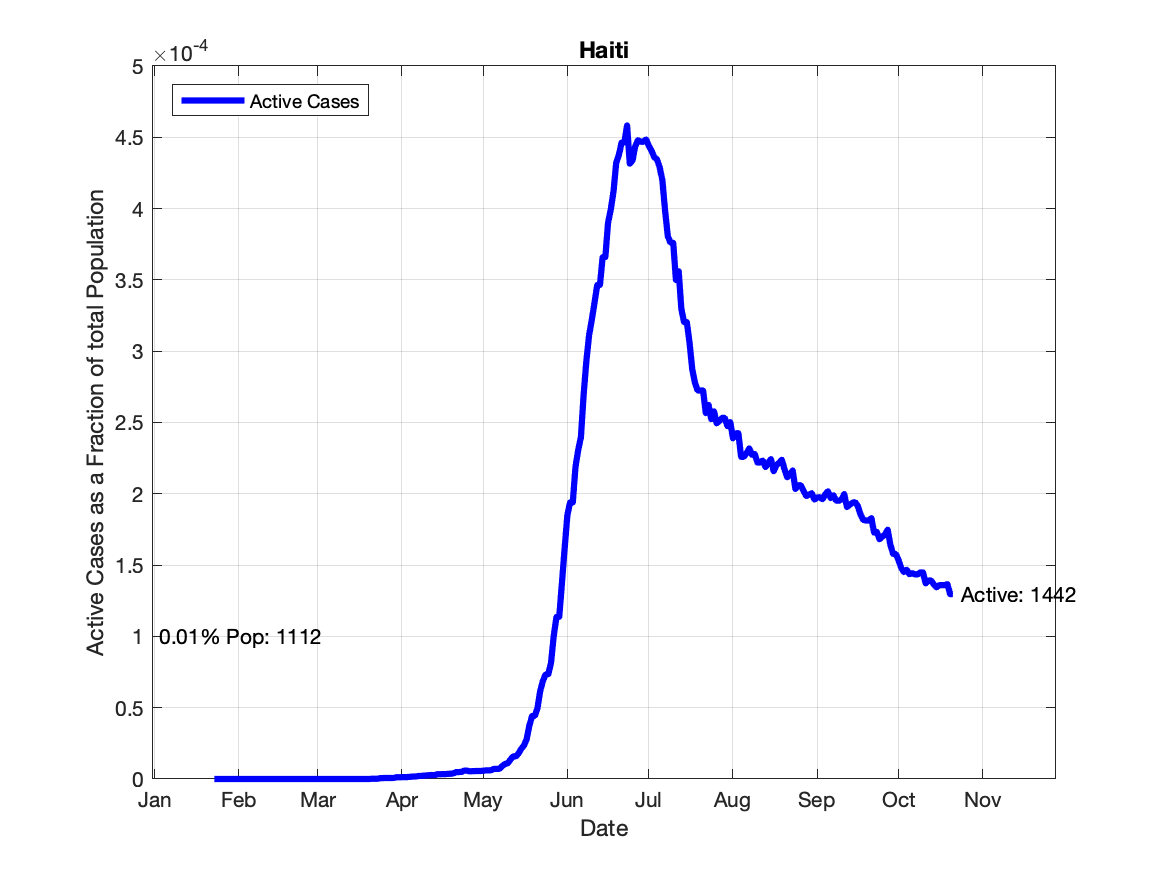 Haiti
×10-4
Active Cases
Active Cases as a Fraction of total Population
5
4.5
4
3.5
3
2.5
2
1.5
1
0.5
0
0.01% Pop: 1112
Active: 1442
Jan Feb Mar Apr May Jun Jul Aug Sep Oct Nov
Date